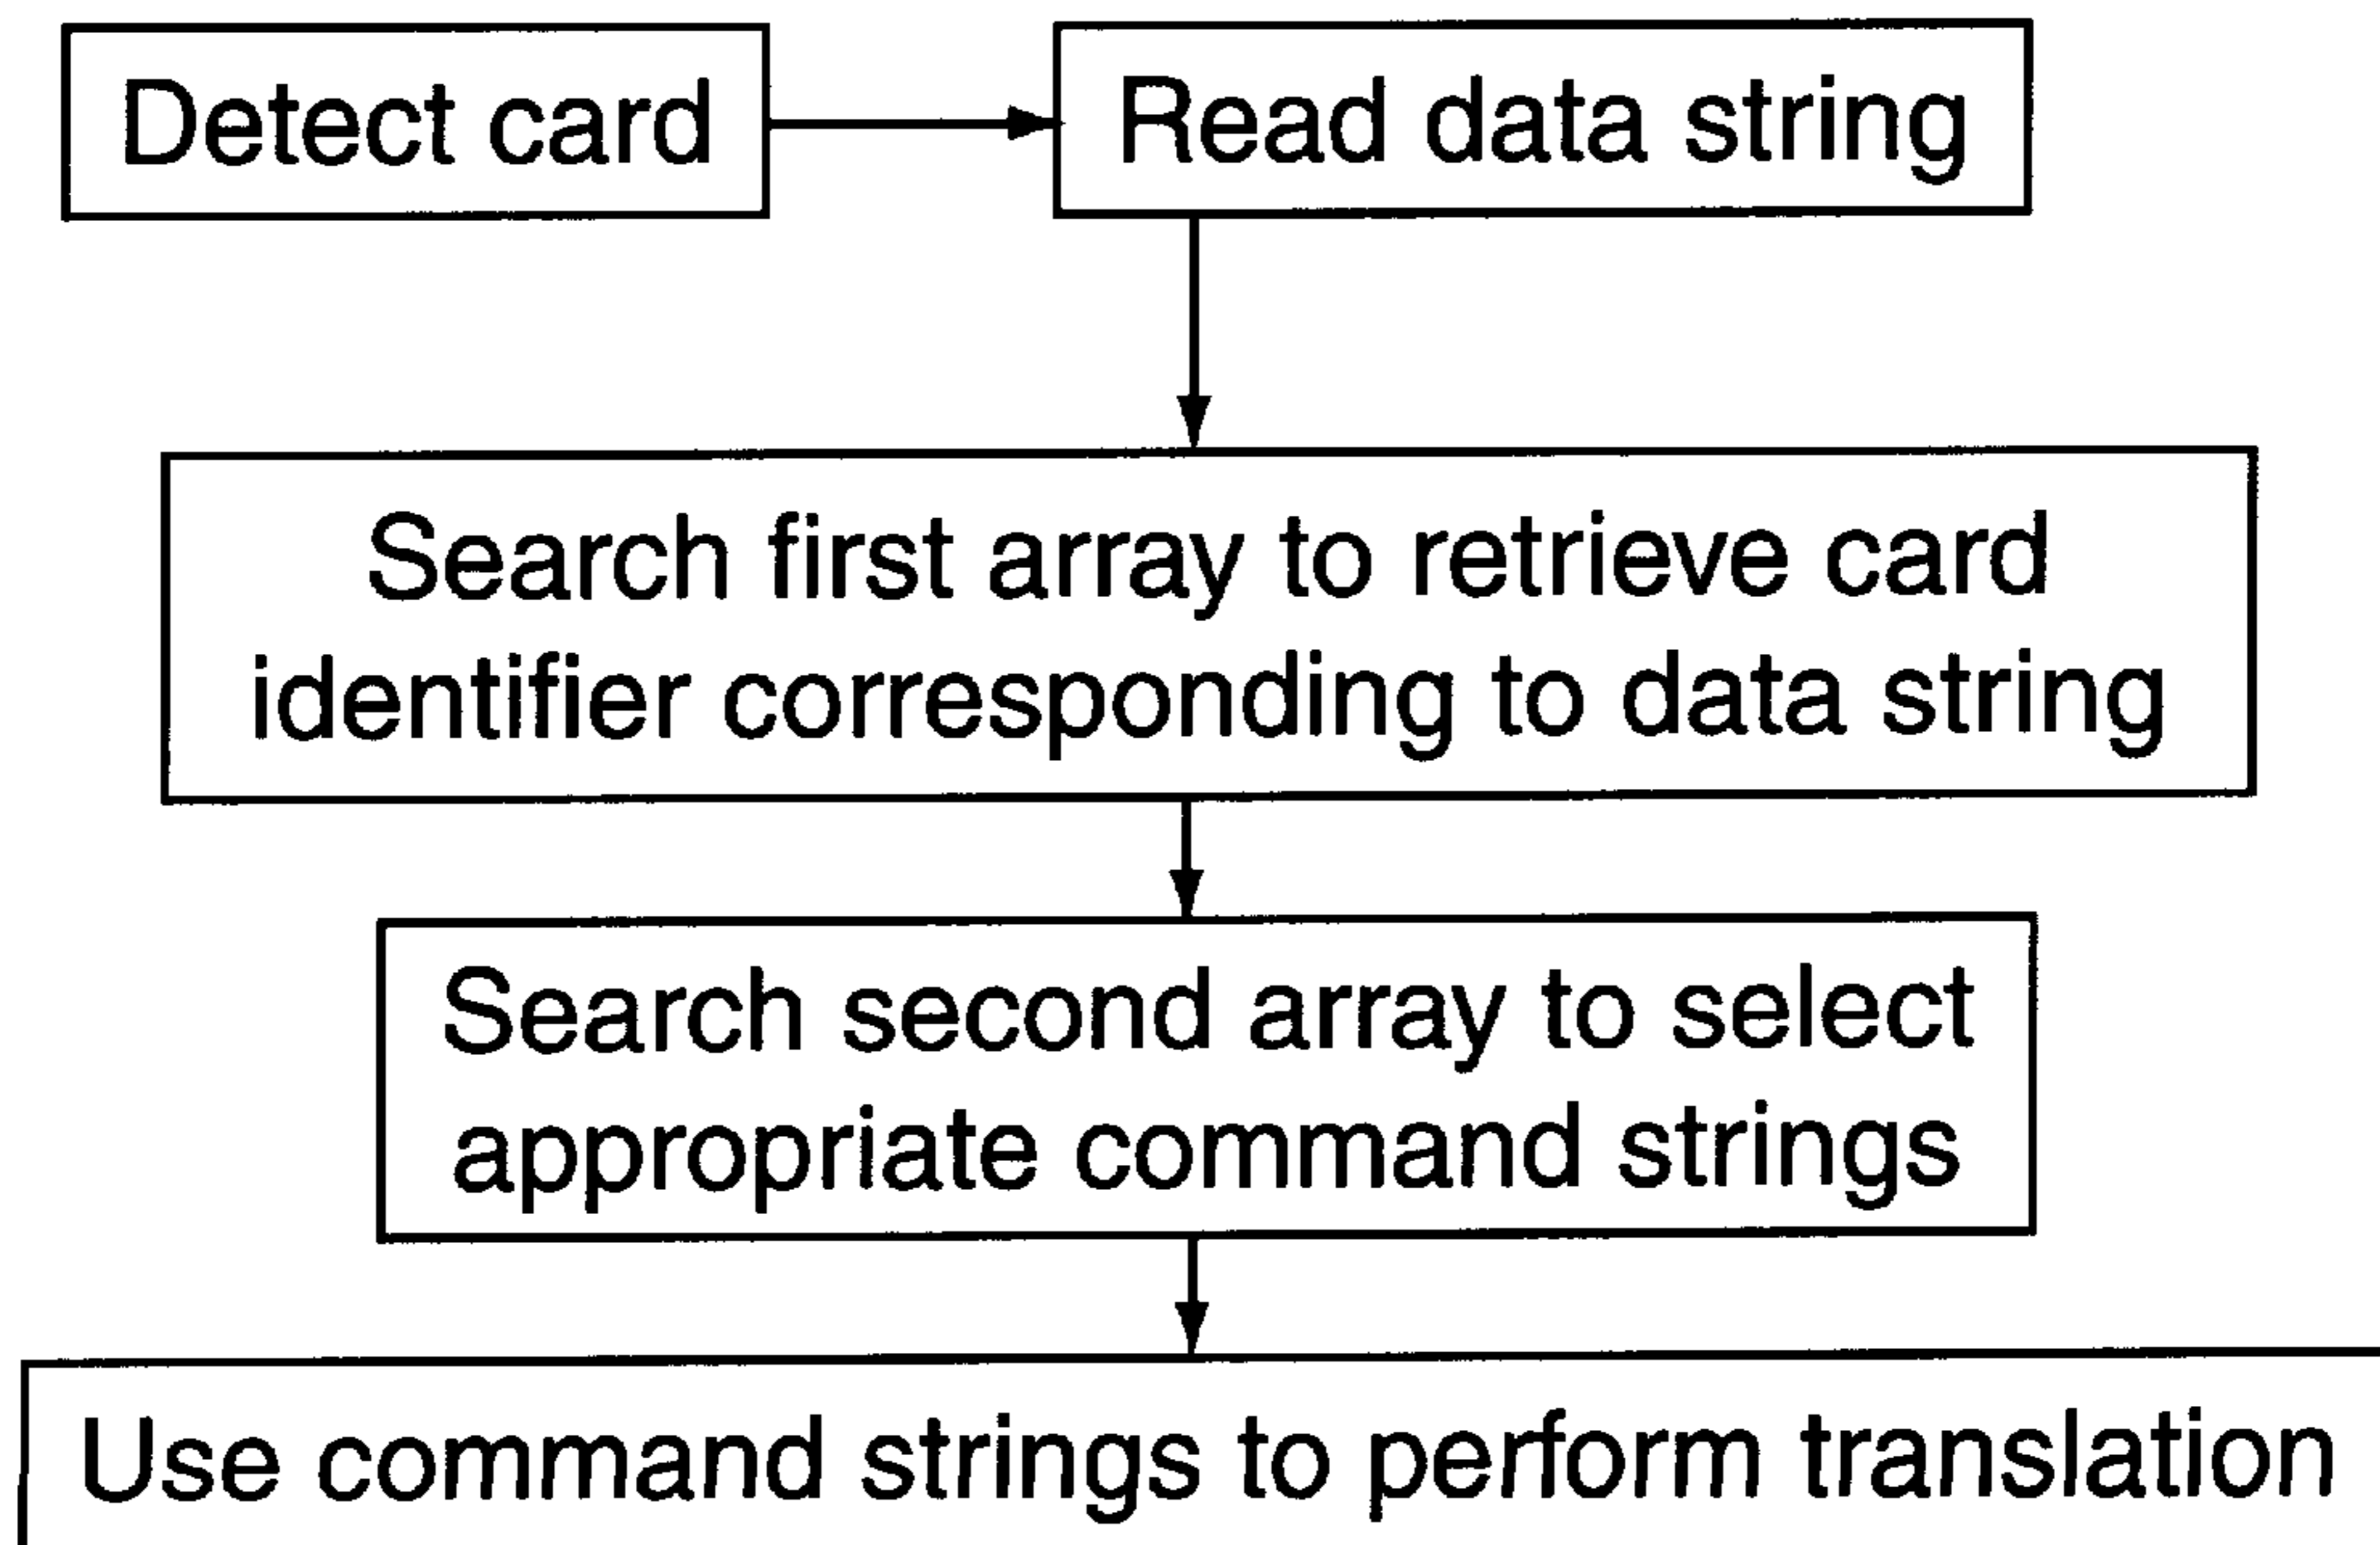 Detect card
Read data string
Search first array to retrieve card
identifier corresponding to data string
Search second array to select
appropriate command strings
Use command strings to perform translation